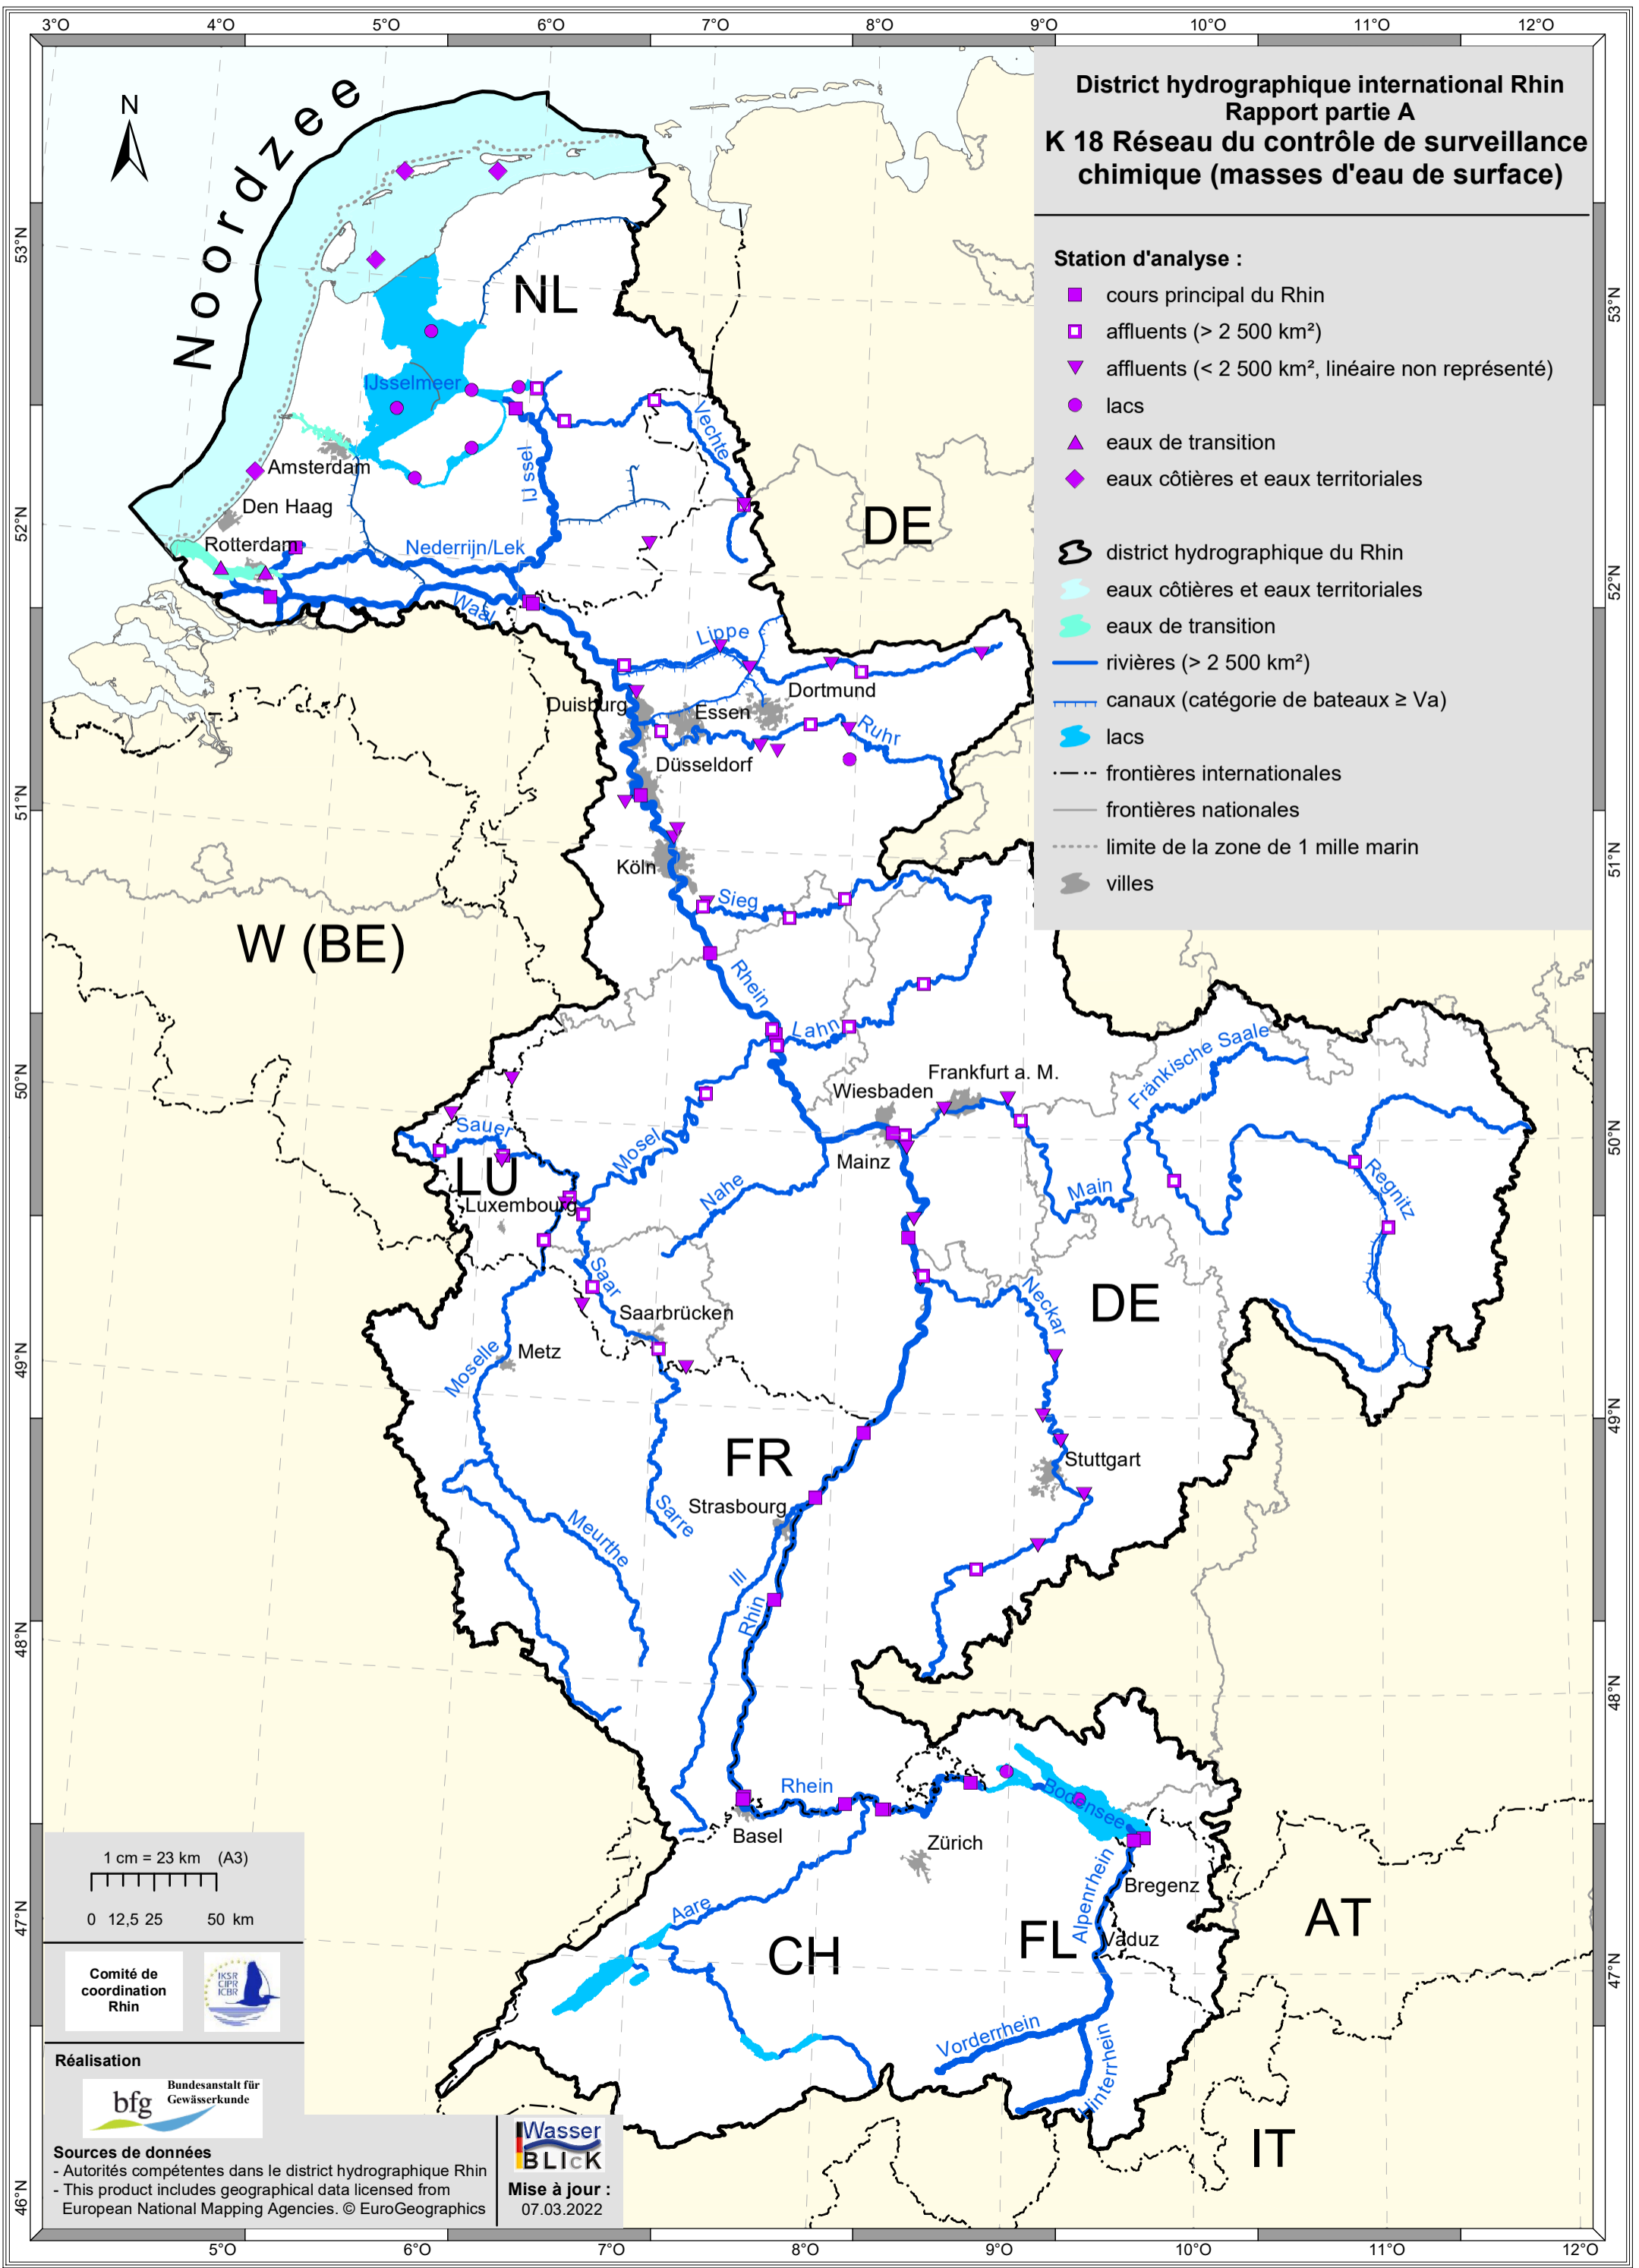 3°O 4°O 5°O 6°O 7°O 8°O 9°O 10°O 11°O 12°O
District hydrographique international Rhin
Rapport partie A
K 18 Réseau du contrôle de surveillance
chimique (masses d'eau de surface)
Station d'analyse :
cours principal du Rhin
affluents (> 2 500 km²)
affluents (< 2 500 km², linéaire non représenté)
lacs
eaux de transition
eaux côtières et eaux territoriales
district hydrographique du Rhin
eaux côtières et eaux territoriales
eaux de transition
rivières (> 2 500 km²)
canaux (catégorie de bateaux ≥ Va)
lacs
frontières internationales
frontières nationales
limite de la zone de 1 mille marin
villes
N
Noordzee
NL
IJsselmeer
Vechte
Amsterdam
IJssel
Den Haag
DE
Rotterdam
Nederrijn/Lek
Waal
Lippe
Dortmund
Duisburg
Essen
Ruhr
Düsseldorf
Köln
Sieg
W (BE)
Rhein
Lahn
Fränkische Saale
Frankfurt a. M.
Wiesbaden
Sauer
Mosel
Mainz
LU
Nahe
Main
Regnitz
Luxembourg
Saar
Neckar
DE
Saarbrücken
Metz
Moselle
FR
Stuttgart
Strasbourg
Sarre
Meurthe
Ill
Rhin
Rhein
Bodensee
Basel
Zürich
Alpenrhein
Bregenz
Aare
AT
CH
FL
Vaduz
Vorderrhein
Hinterrhein
IT
53°N
52°N
51°N
50°N
49°N
48°N
47°N
46°N
53°N
52°N
51°N
50°N
49°N
48°N
47°N
1 cm = 23 km (A3)
0 12,5 25 50 km
Comité de
coordination
Rhin
IKSR
CIPR
ICBR
Réalisation
bfg
Bundesanstalt für
Gewässerkunde
Sources de données
- Autorités compétentes dans le district hydrographique Rhin
- This product includes geographical data licensed from
European National Mapping Agencies. © EuroGeographics
Wasser
BLIcK
Mise à jour :
07.03.2022
5°O 6°O 7°O 8°O 9°O 10°O 11°O 12°O